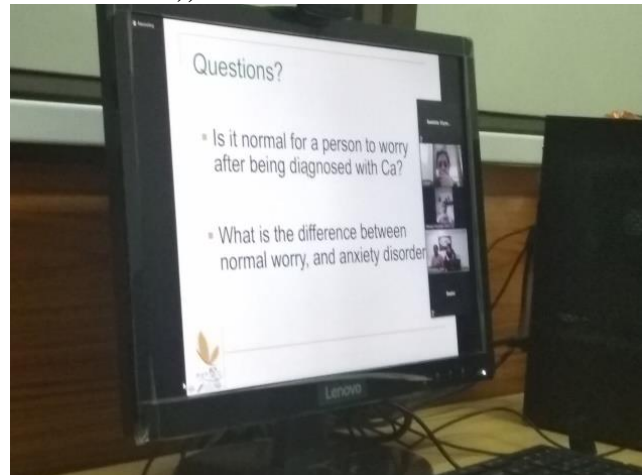 Questions?
Is it normal for a person to worry
after being diagnosed with Ca?
What is the difference between
normal worry, and anxiety disorder
Lenovo